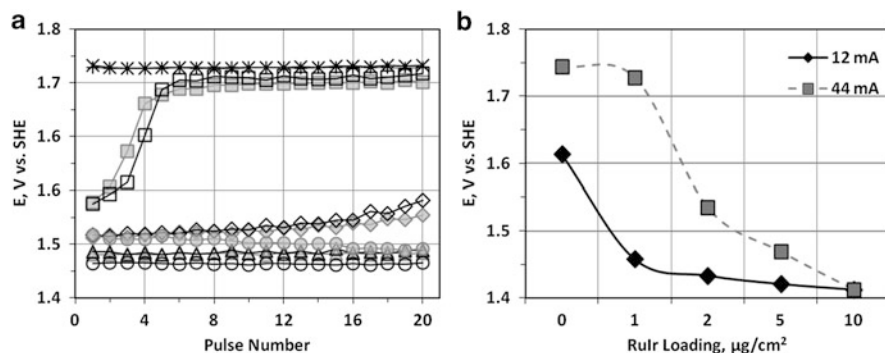 a
E, V vs. SHE
1.8
1.7
1.6
1.6
1.5
1.4
0 4 8 12 16 20
Pulse Number
b
E, V vs. SHE
1.8
1.7
1.6
1.5
1.4
12 mA
44 mA
0 1 2 5 10
RuIr Loading, µg/cm²